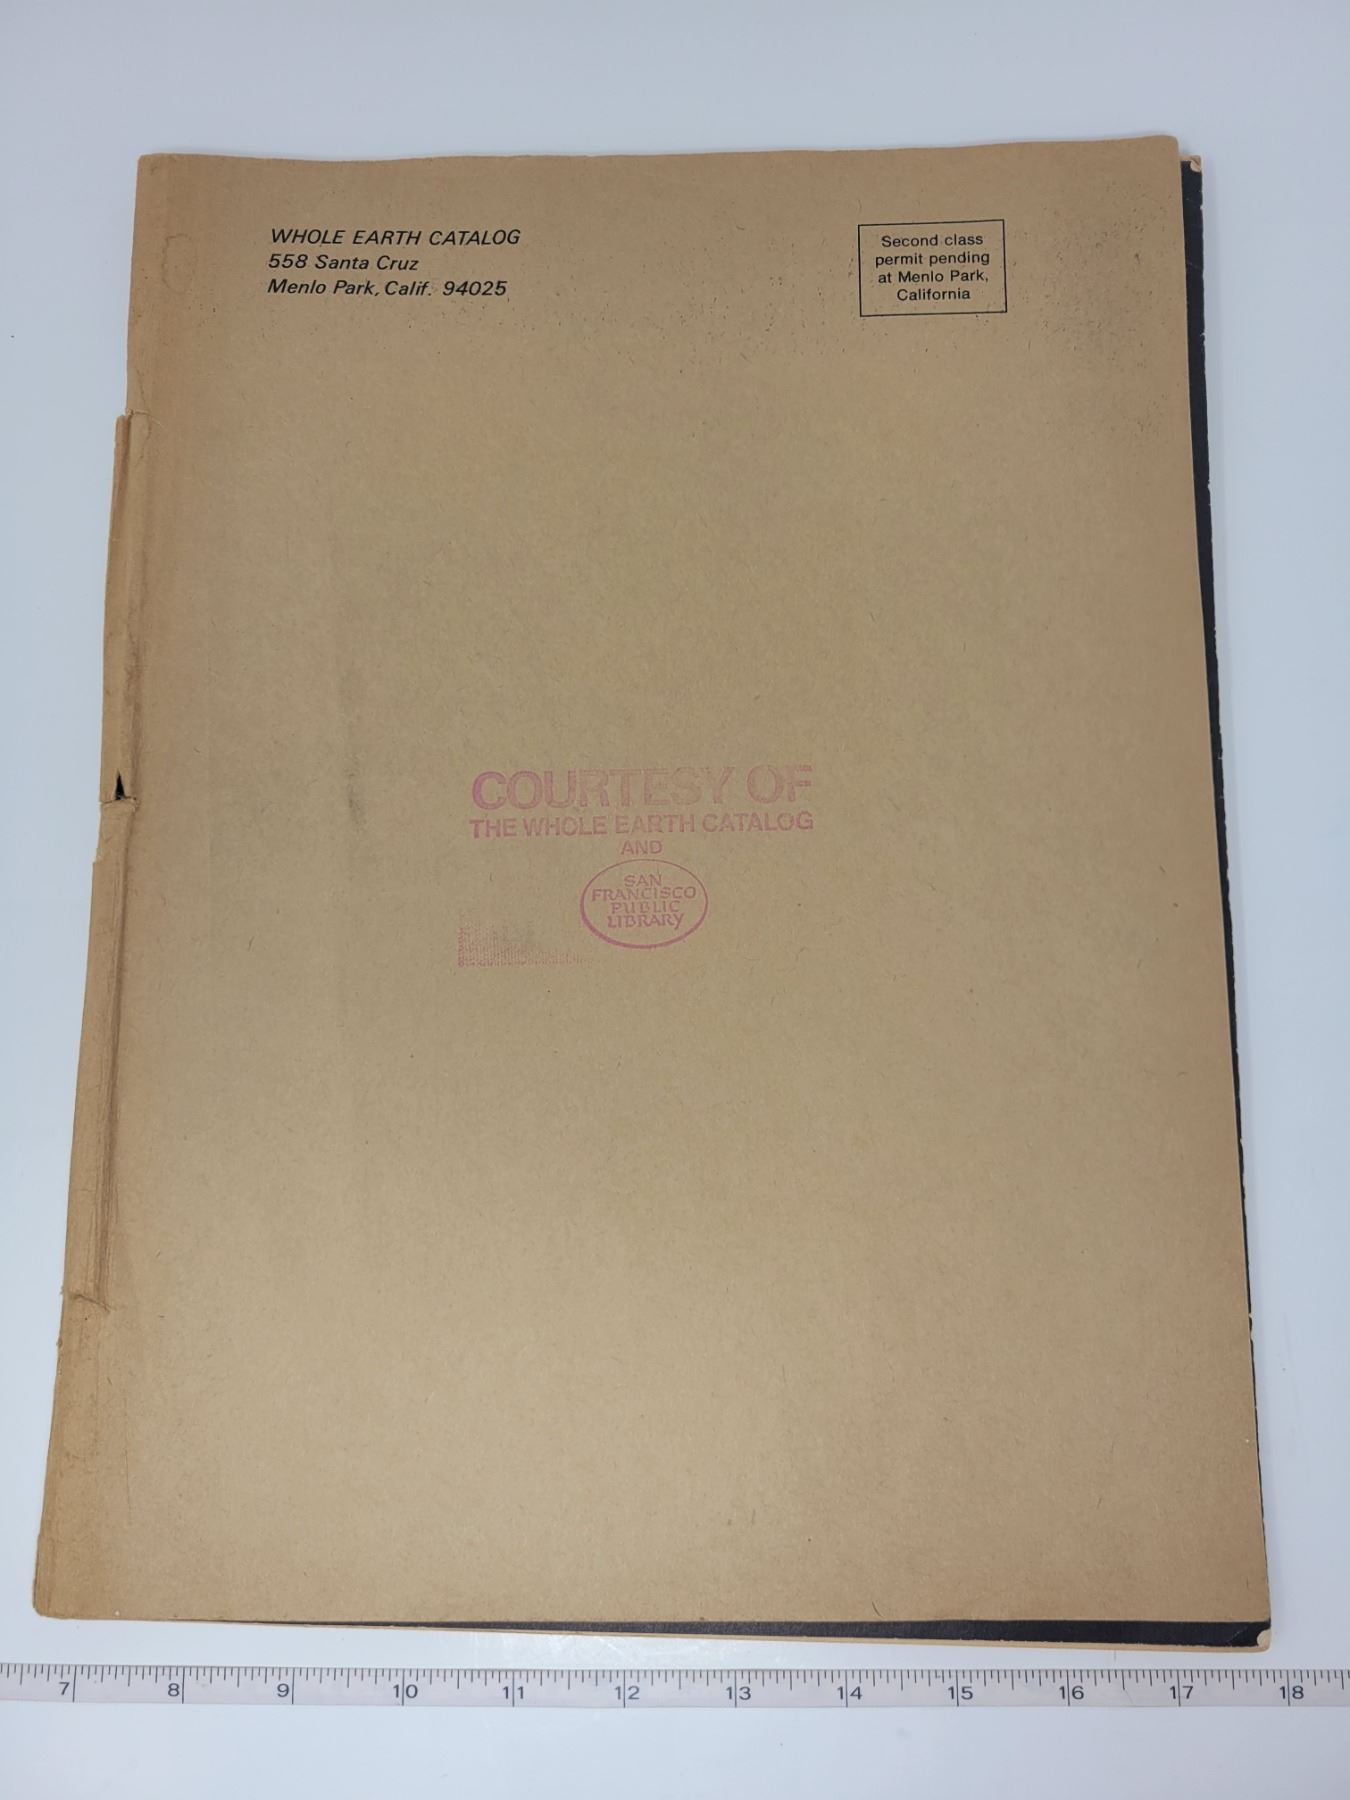 WHOLE EARTH CATALOG
558 Santa Cruz
Menlo Park, Calif. 94025
Second class
permit pending
at Menlo Park,
California
COURTESY OF
THE WHOLE EARTH CATALOG
AND
SAN
FRANCISCO
PUBLIC
LIBRARY
7 8 9 10 11 12 13 14 15 16 17 18